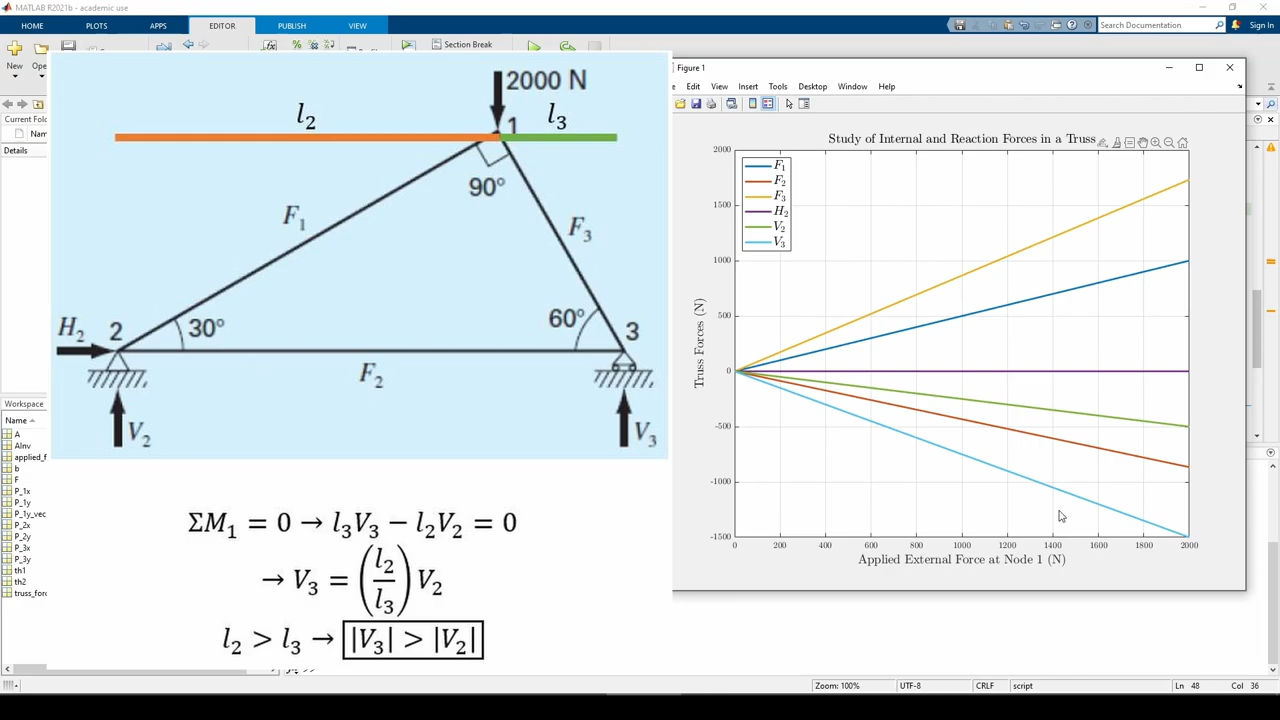 MATLAB R2021b - academic use
HOME PLOTS APPS EDITOR PUBLISH VIEW
Search Documentation Sign In
New
Section Break
Current Fold
Details
Workspace
Name
A
AInv
applied_f
b
F
P_1x
P_1y
P_1y_vec
P_2x
P_2y
P_3x
P_3y
th1
th2
truss_forc
2000 N
l₂ l₃
1
90°
F₁
F₃
H₂ 2 30° 60° 3
F₂
V₂ V₃
ΣM₁ = 0 → l₃V₃ − l₂V₂ = 0
→ V₃ = (l₂/l₃) V₂
l₂ > l₃ → |V₃| > |V₂|
Figure 1
Edit View Insert Tools Desktop Window Help
Study of Internal and Reaction Forces in a Truss
F₁
F₂
F₃
H₂
V₂
V₃
Truss Forces (N)
2000
1500
1000
500
0
-500
-1000
-1500
0 200 400 600 800 1000 1200 1400 1600 1800 2000
Applied External Force at Node 1 (N)
Zoom: 100% UTF-8 CRLF script Ln 48 Col 36